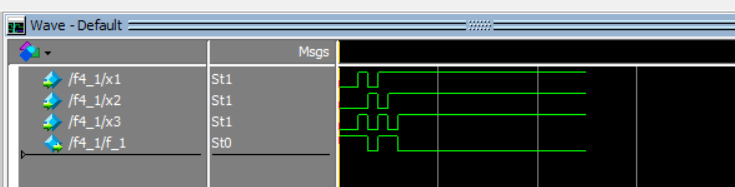 Wave - Default
Msgs
/f4_1/x1 St1
/f4_1/x2 St1
/f4_1/x3 St1
/f4_1/f_1 St0